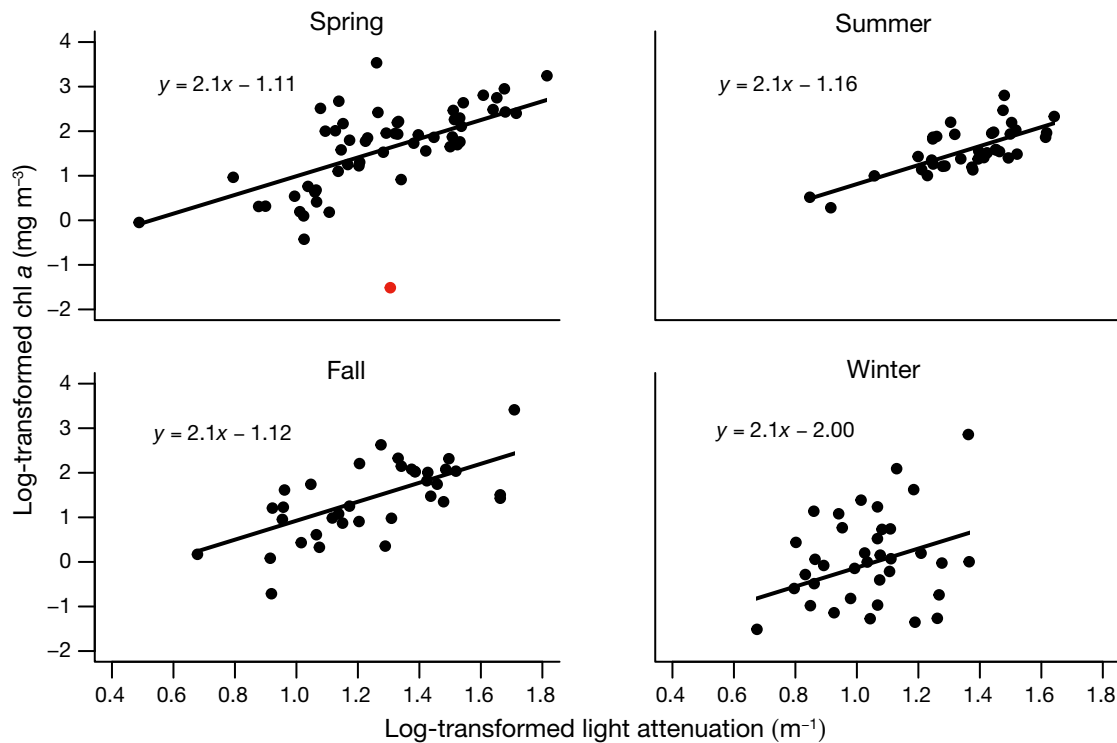 Spring
Summer
4
3
2
1
0
−1
−2
y = 2.1x − 1.11
y = 2.1x − 1.16
Log-transformed chl a (mg m−3)
Fall
Winter
4
3
2
1
0
−1
−2
y = 2.1x − 1.12
y = 2.1x − 2.00
0.4 0.6 0.8 1.0 1.2 1.4 1.6 1.8
0.4 0.6 0.8 1.0 1.2 1.4 1.6 1.8
Log-transformed light attenuation (m−1)